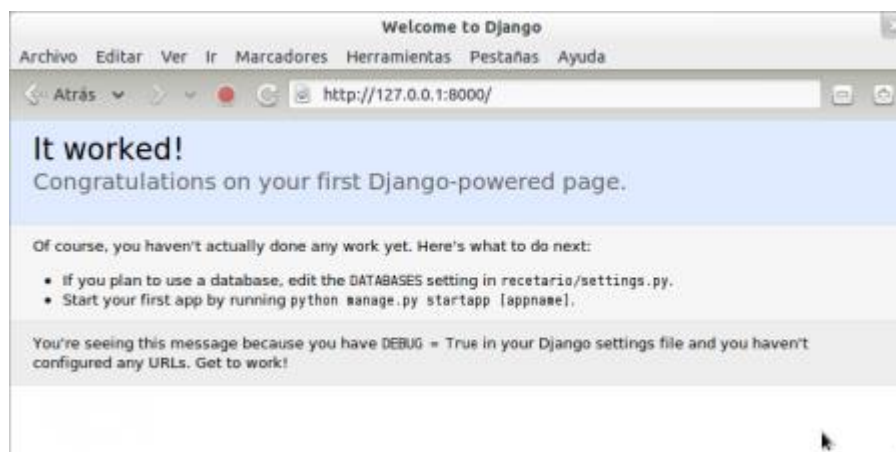 Welcome to Django
Archivo Editar Ver Ir Marcadores Herramientas Pestañas Ayuda
Atrás http://127.0.0.1:8000/
It worked!
Congratulations on your first Django-powered page.
Of course, you haven't actually done any work yet. Here's what to do next:
• If you plan to use a database, edit the DATABASES setting in recetario/settings.py.
• Start your first app by running python manage.py startapp [appname].
You're seeing this message because you have DEBUG = True in your Django settings file and you haven't
configured any URLs. Get to work!